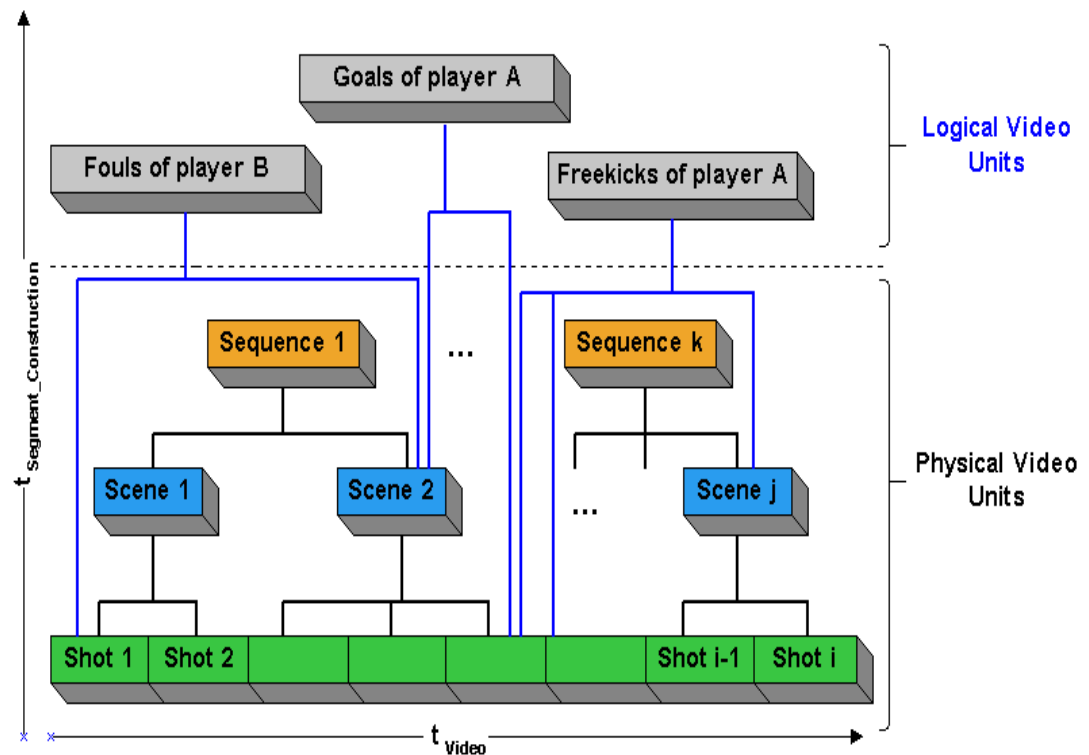 Goals of player A
Logical Video
Units
Fouls of player B
Freekicks of player A
t Segment_Construction
Sequence 1
...
Sequence k
Physical Video
Units
Scene 1
Scene 2
...
Scene j
Shot 1
Shot 2
Shot i-1
Shot i
t Video